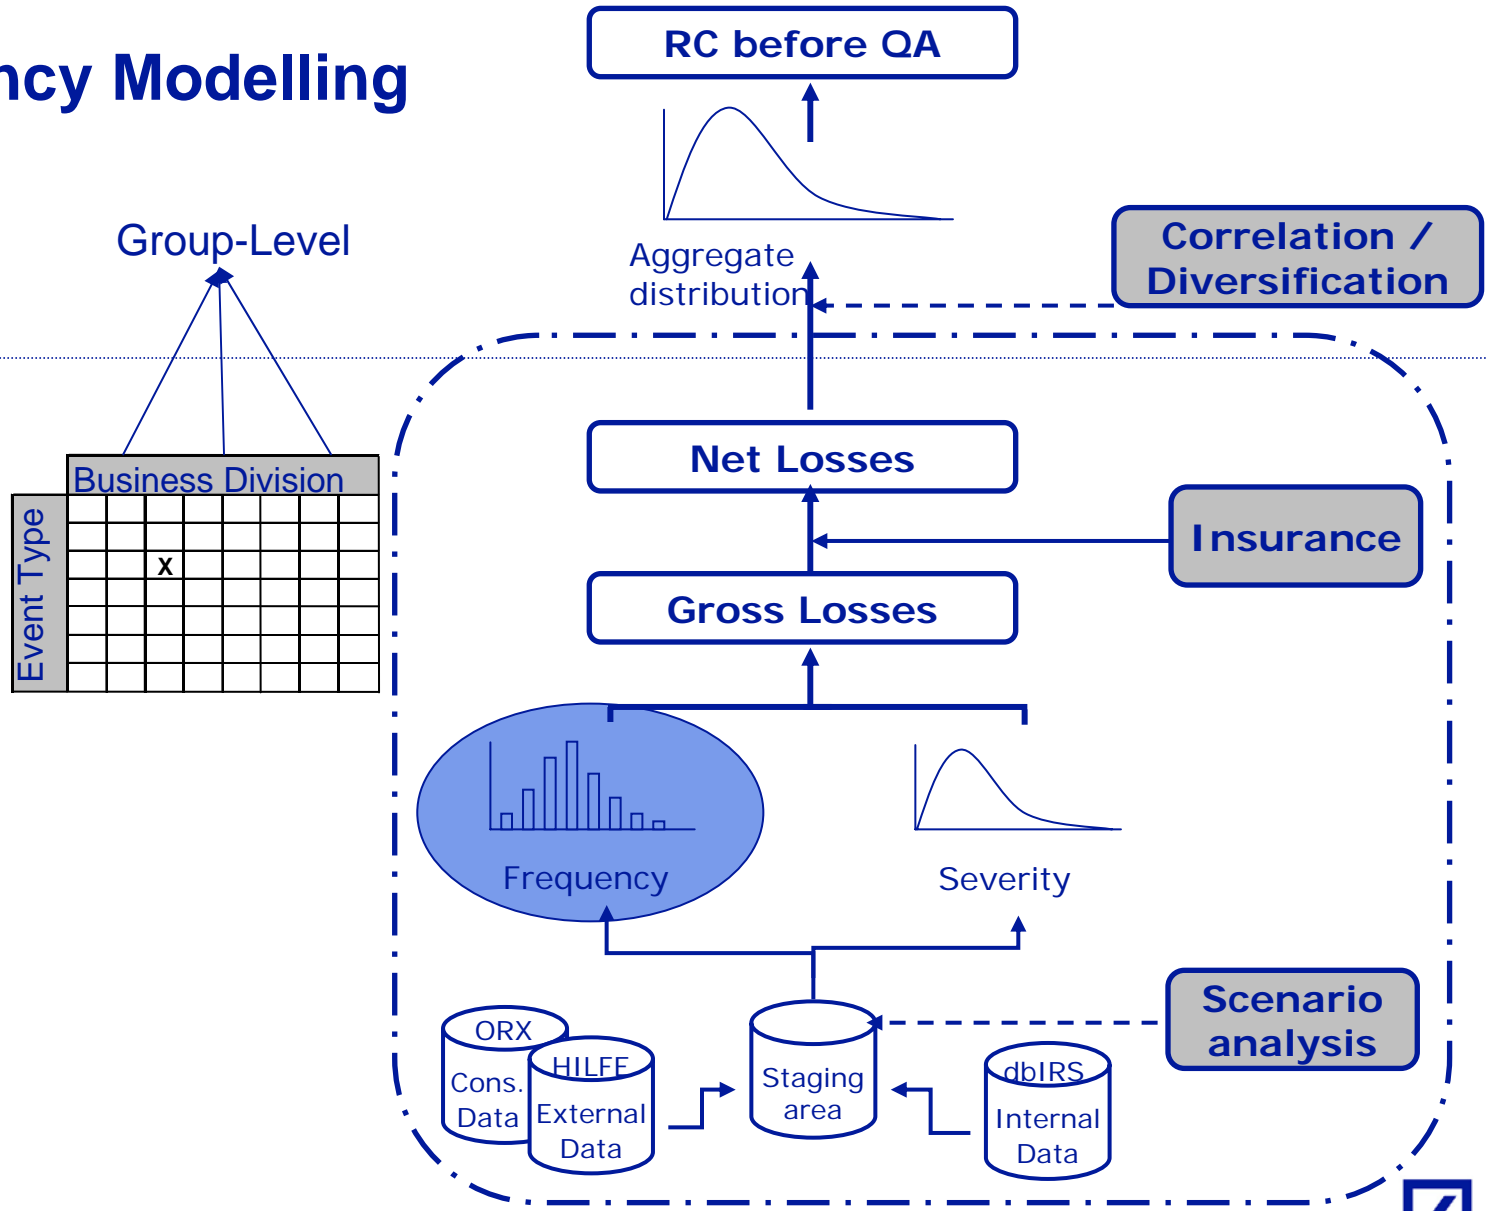 ncy Modelling
RC before QA
Group-Level
Aggregate
distribution
Correlation /
Diversification
Business Division
Event Type
X
Net Losses
Insurance
Gross Losses
Frequency
Severity
Scenario
analysis
ORX
Cons.
Data
HILFE
External
Data
Staging
area
dbIRS
Internal
Data